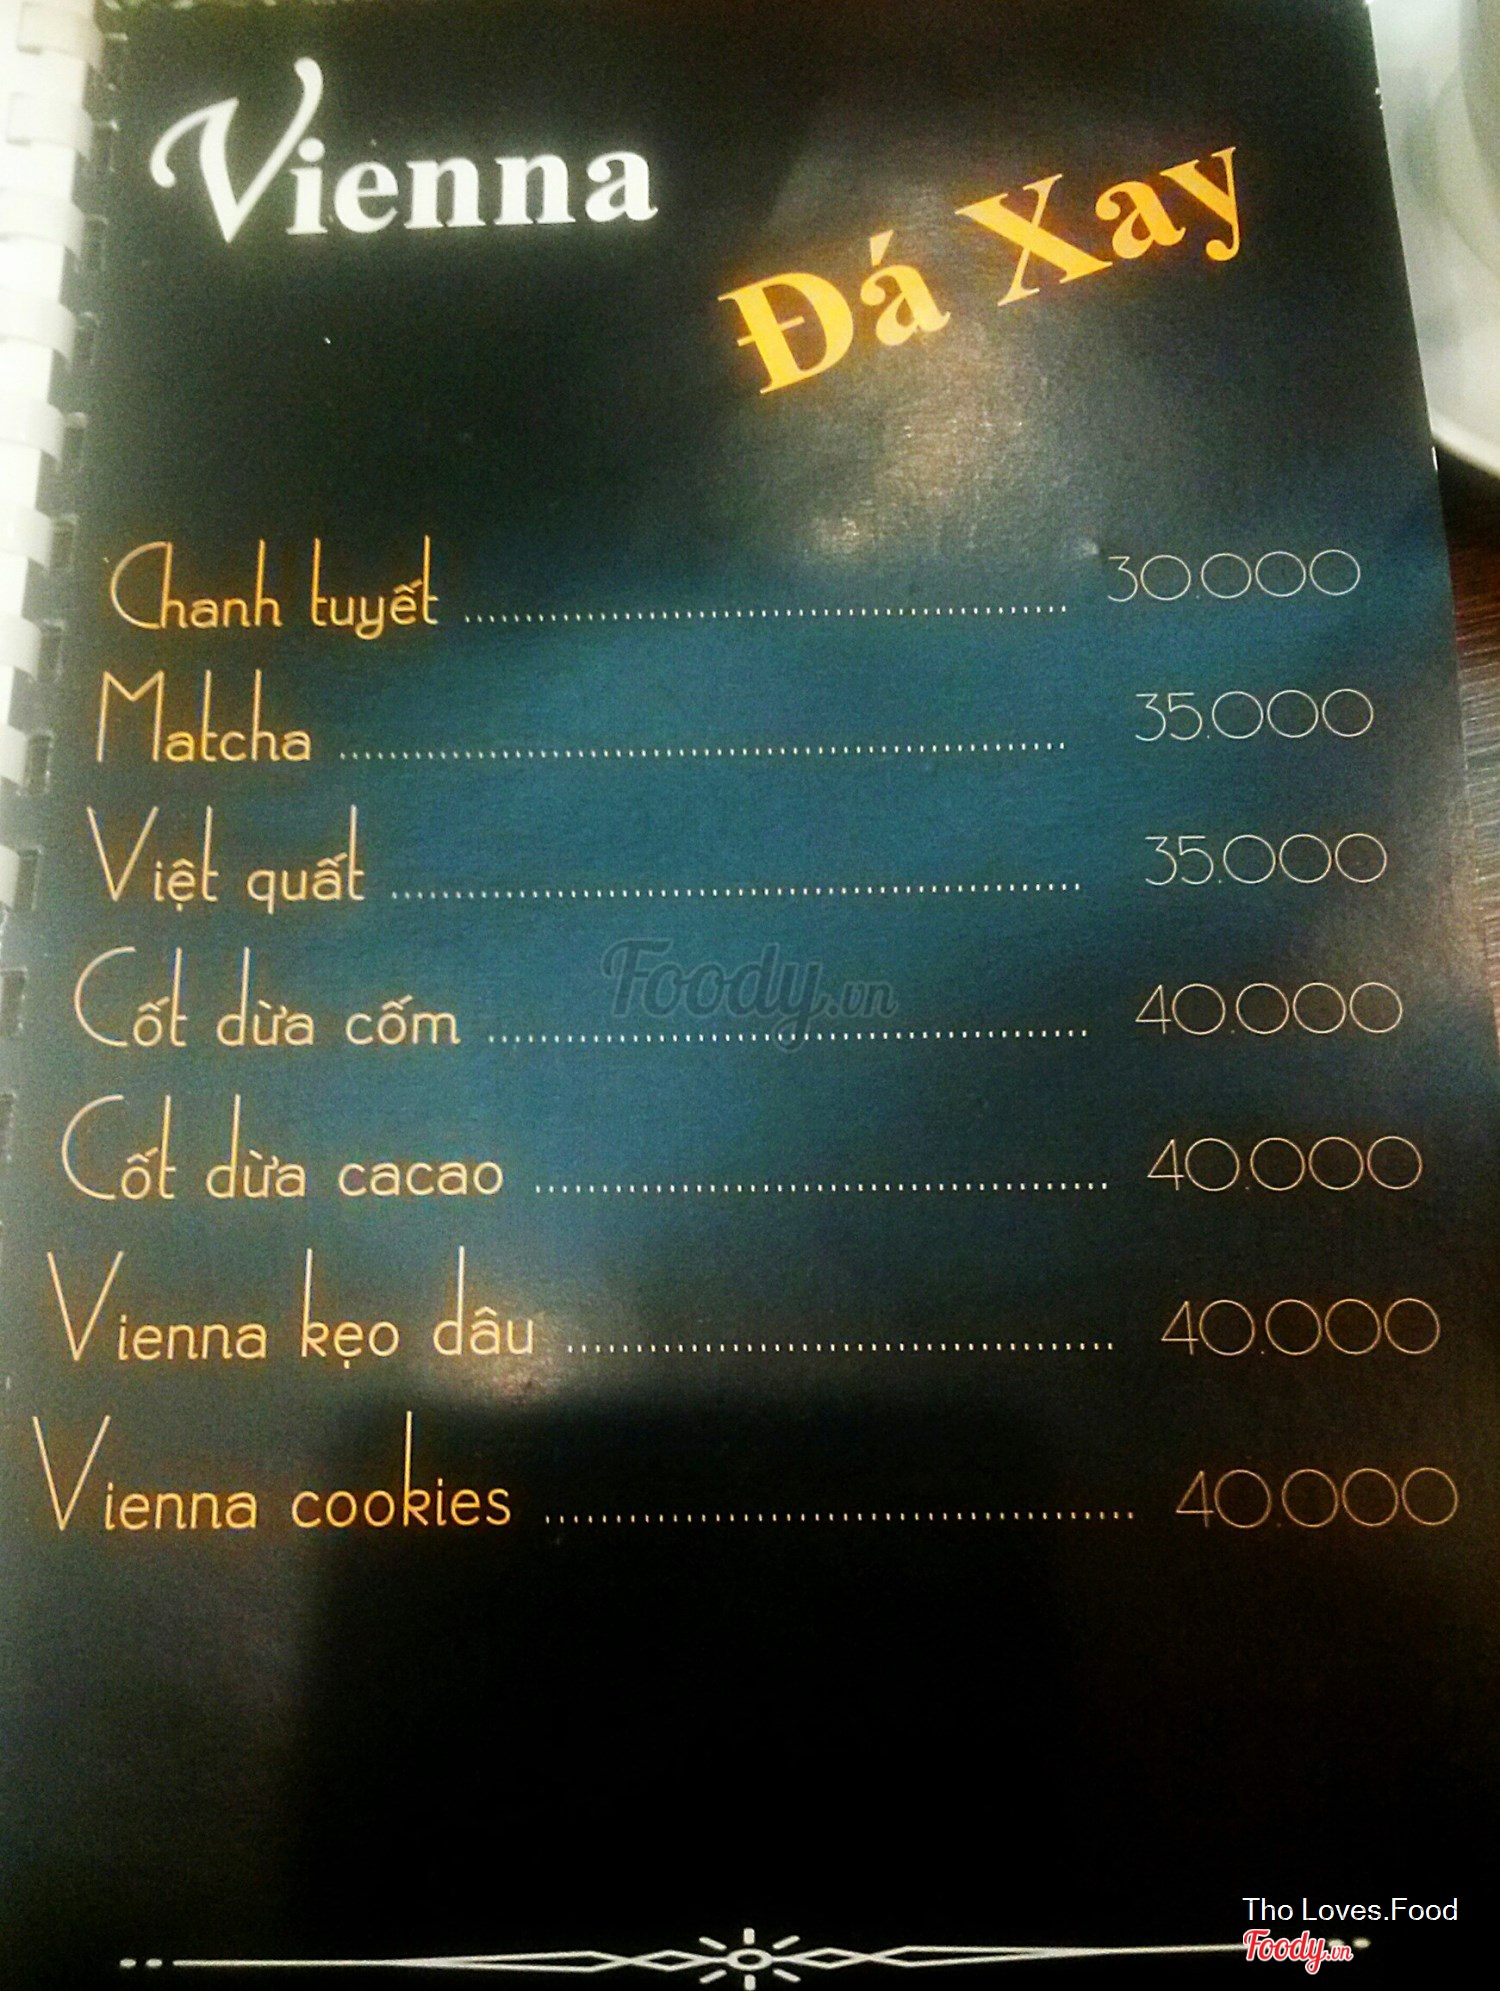 Vienna
Đá Xay
Chanh tuyết ........................ 30.000
Matcha ........................ 35.000
Việt quất ........................ 35.000
Cốt dừa cốm ........................ 40.000
Cốt dừa cacao ........................ 40.000
Vienna kẹo dâu ........................ 40.000
Vienna cookies ........................ 40.000
Foody.vn
Tho Loves.Food
Foody.vn